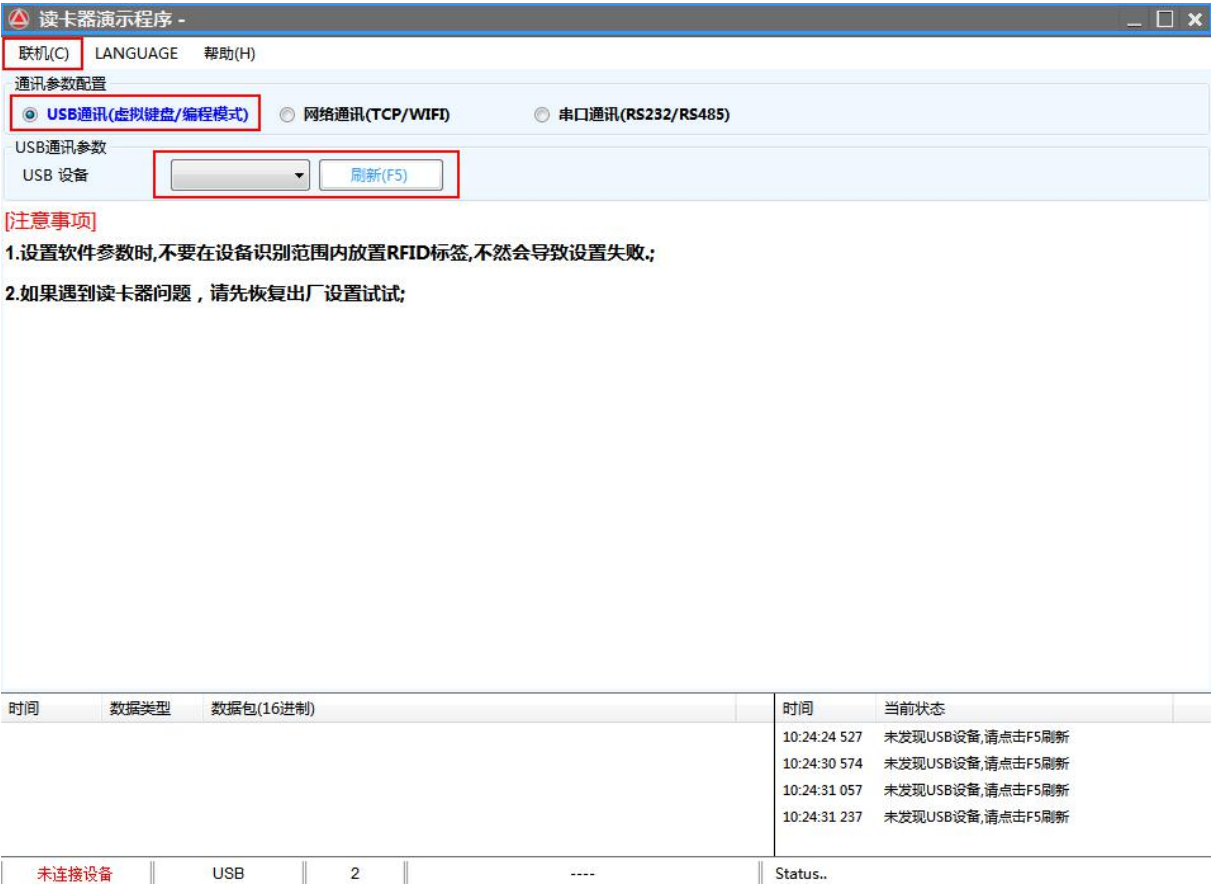 读卡器演示程序 -
联机(C) LANGUAGE 帮助(H)
通讯参数配置
USB通讯(虚拟键盘/编程模式) 网络通讯(TCP/WIFI) 串口通讯(RS232/RS485)
USB通讯参数
USB 设备 刷新(F5)
[注意事项]
1.设置软件参数时,不要在设备识别范围内放置RFID标签,不然会导致设置失败.;
2.如果遇到读卡器问题，请先恢复出厂设置试试;
时间 数据类型 数据包(16进制) 时间 当前状态
10:24:24 527 未发现USB设备,请点击F5刷新
10:24:30 574 未发现USB设备,请点击F5刷新
10:24:31 057 未发现USB设备,请点击F5刷新
10:24:31 237 未发现USB设备,请点击F5刷新
未连接设备 USB 2 ---- Status..